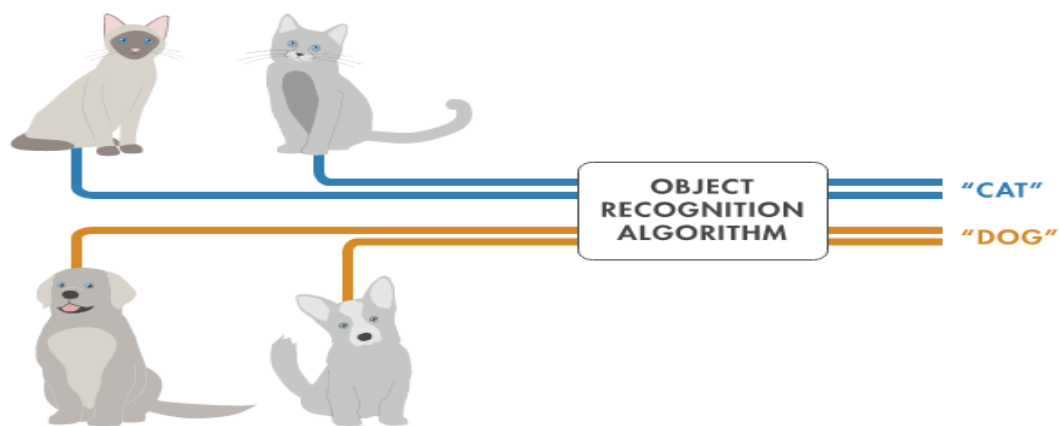 OBJECT
RECOGNITION
ALGORITHM
“CAT”
“DOG”